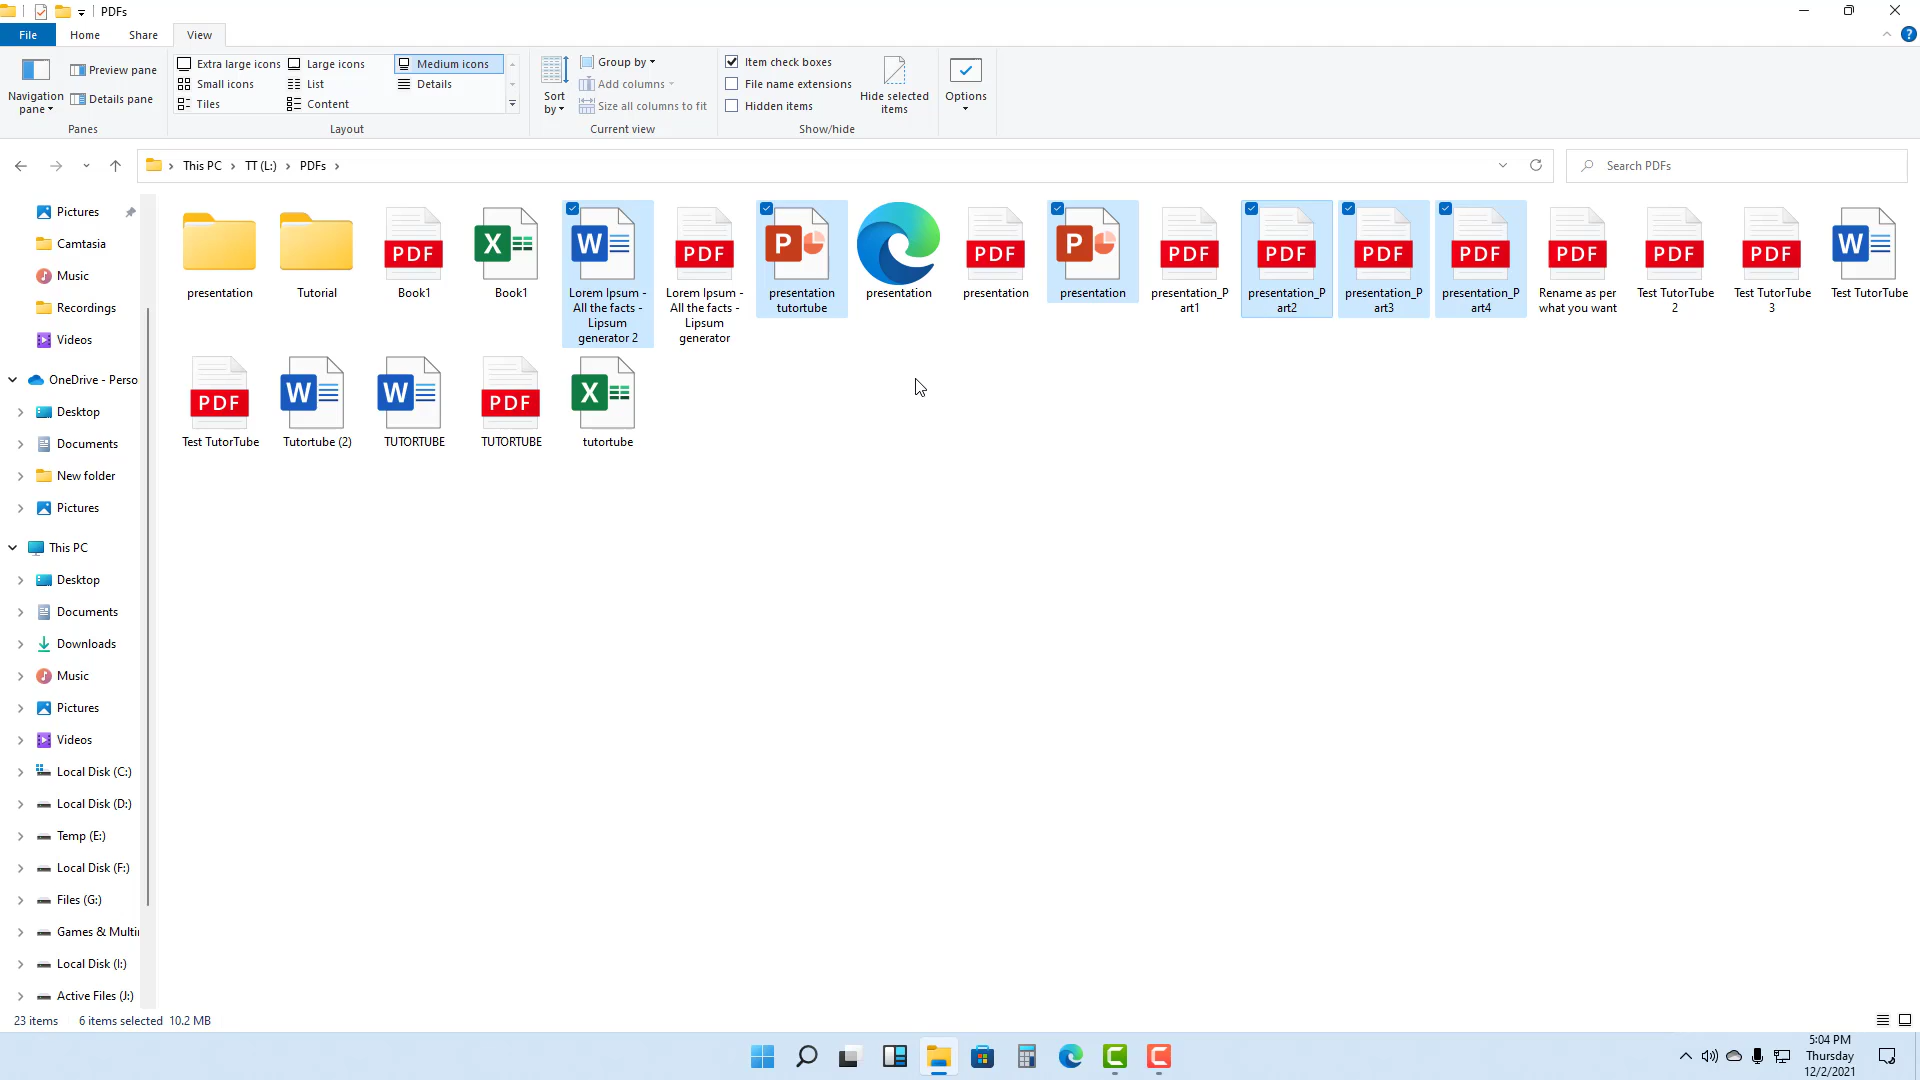 PDFs
File Home Share View
Extra large icons Large icons Medium icons
Small icons List Details
Tiles Content
Navigation pane
Preview pane
Details pane
Sort by
Group by
Add columns
Size all columns to fit
Item check boxes
File name extensions
Hidden items
Hide selected items
Options
Panes Layout Current view Show/hide
This PC TT (L:) PDFs
Search PDFs
Pictures
Camtasia
Music
Recordings
Videos
OneDrive - Perso
Desktop
Documents
New folder
Pictures
This PC
Desktop
Documents
Downloads
Music
Pictures
Videos
Local Disk (C:)
Local Disk (D:)
Temp (E:)
Local Disk (F:)
Files (G:)
Games & Multi
Local Disk (I:)
Active Files (J:)
presentation
Tutorial
PDF
Book1
X
Book1
W
Lorem Ipsum -
All the facts -
Lipsum
generator 2
PDF
Lorem Ipsum -
All the facts -
Lipsum
generator
P
presentation
tutortube
presentation
PDF
presentation
P
presentation
PDF
presentation_P
art1
PDF
presentation_P
art2
PDF
presentation_P
art3
PDF
presentation_P
art4
PDF
Rename as per
what you want
PDF
Test TutorTube
2
PDF
Test TutorTube
3
W
Test TutorTube
PDF
Test TutorTube
W
Tutortube (2)
W
TUTORTUBE
PDF
TUTORTUBE
X
tutortube
23 items 6 items selected 10.2 MB
5:04 PM
Thursday
12/2/2021